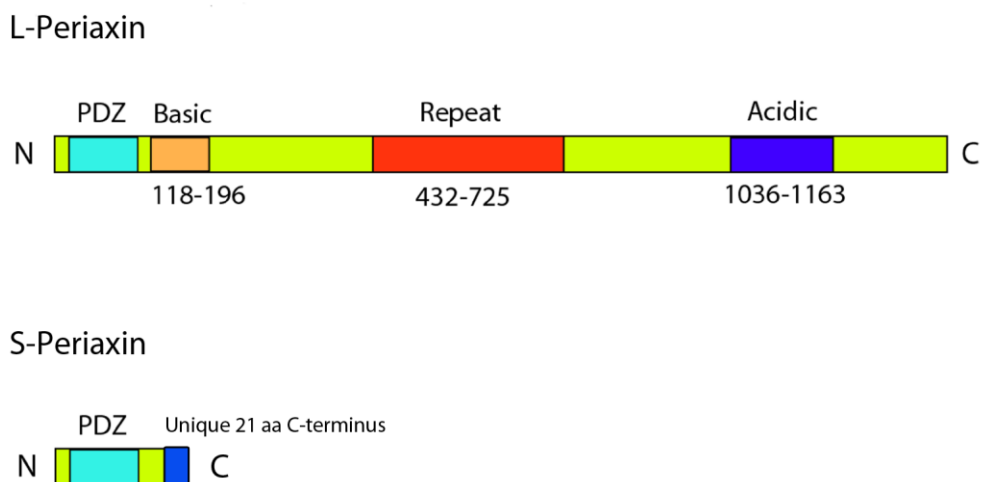 L-Periaxin
PDZ Basic Repeat Acidic
N C
118-196 432-725 1036-1163
S-Periaxin
PDZ Unique 21 aa C-terminus
N C